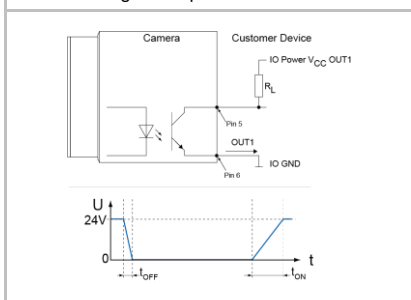 Camera
Customer Device
IO Power VCC OUT1
RL
Pin 5
OUT1
IO GND
Pin 6
U
24V
0
t
tOFF
tON